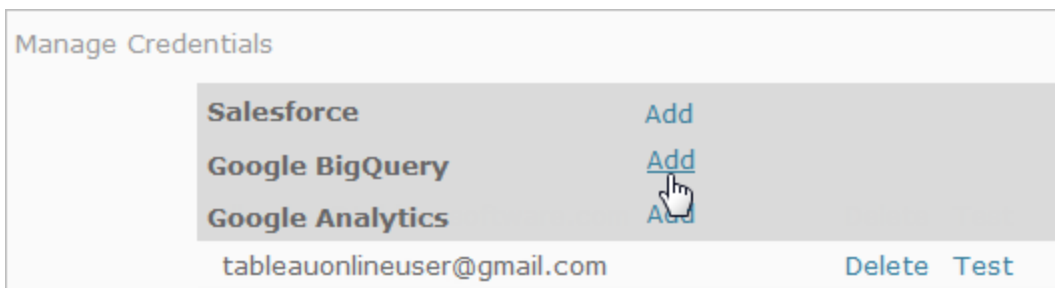 Manage Credentials
Salesforce Add
Google BigQuery Add
Google Analytics Add
tableauonlineuser@gmail.com Delete Test